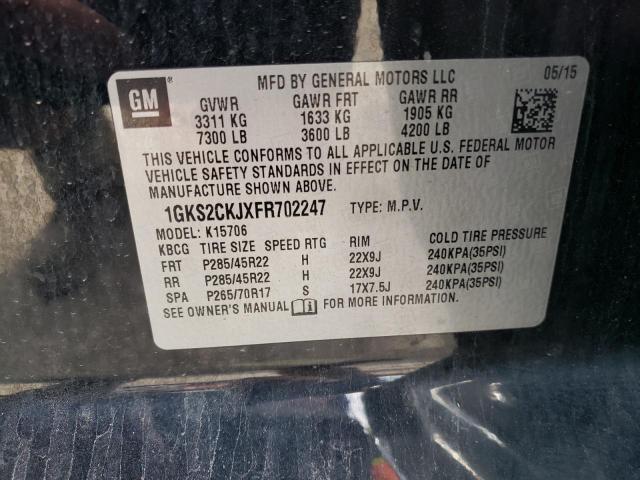 GM
MFD BY GENERAL MOTORS LLC 05/15
GVWR GAWR FRT GAWR RR
3311 KG 1633 KG 1905 KG
7300 LB 3600 LB 4200 LB
THIS VEHICLE CONFORMS TO ALL APPLICABLE U.S. FEDERAL MOTOR
VEHICLE SAFETY STANDARDS IN EFFECT ON THE DATE OF
MANUFACTURE SHOWN ABOVE.
1GKS2CKJXFR702247 TYPE: M.P.V.
MODEL: K15706
KBCG TIRE SIZE SPEED RTG RIM COLD TIRE PRESSURE
FRT P285/45R22 H 22X9J 240KPA(35PSI)
RR P285/45R22 H 22X9J 240KPA(35PSI)
SPA P265/70R17 S 17X7.5J 240KPA(35PSI)
SEE OWNER'S MANUAL FOR MORE INFORMATION.